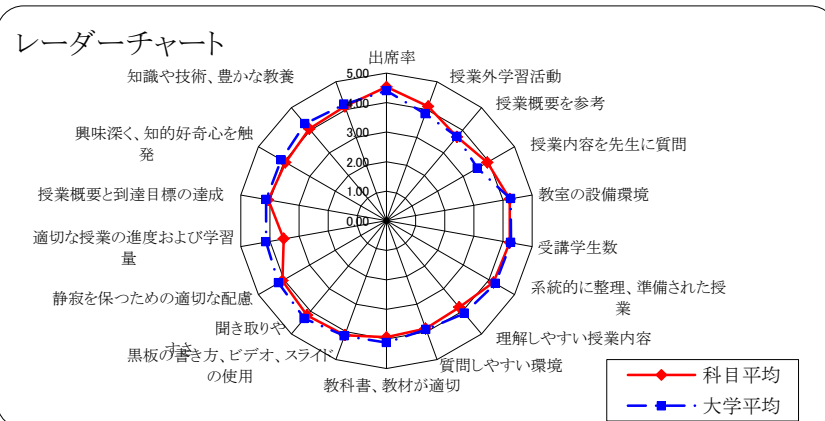 レーダーチャート
出席率
授業外学習活動
授業概要を参考
授業内容を先生に質問
教室の設備環境
受講学生数
系統的に整理、準備された授
業
理解しやすい授業内容
質問しやすい環境
教科書、教材が適切
黒板の書き方、ビデオ、スライド
の使用
聞き取りや
すさ
静寂を保つための適切な配慮
適切な授業の進度および学習
量
授業概要と到達目標の達成
興味深く、知的好奇心を触
発
知識や技術、豊かな教養
5.00
4.00
3.00
2.00
1.00
0.00
科目平均
大学平均